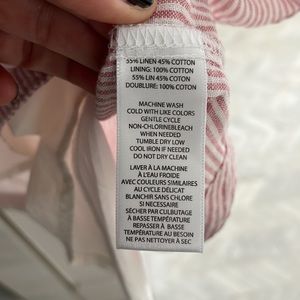 55% LINEN 45% COTTON
LINING: 100% COTTON
55% LIN 45% COTTON
DOUBLURE: 100% COTON
MACHINE WASH
COLD WITH LIKE COLORS
GENTLE CYCLE
NON-CHLORINEBLEACH
WHEN NEEDED
TUMBLE DRY LOW
COOL IRON IF NEEDED
DO NOT DRY CLEAN
LAVER À LA MACHINE
À L'EAU FROIDE
AVEC COULEURS SIMILAIRES
AU CYCLE DÉLICAT
BLANCHIR SANS CHLORE
SI NECESSAIRE
SÉCHER PAR CULBUTAGE
À BASSE TEMPÉRATURE
REPASSER À BASSE
TEMPÉRATURE AU BESOIN
NE PAS NETTOYER À SEC